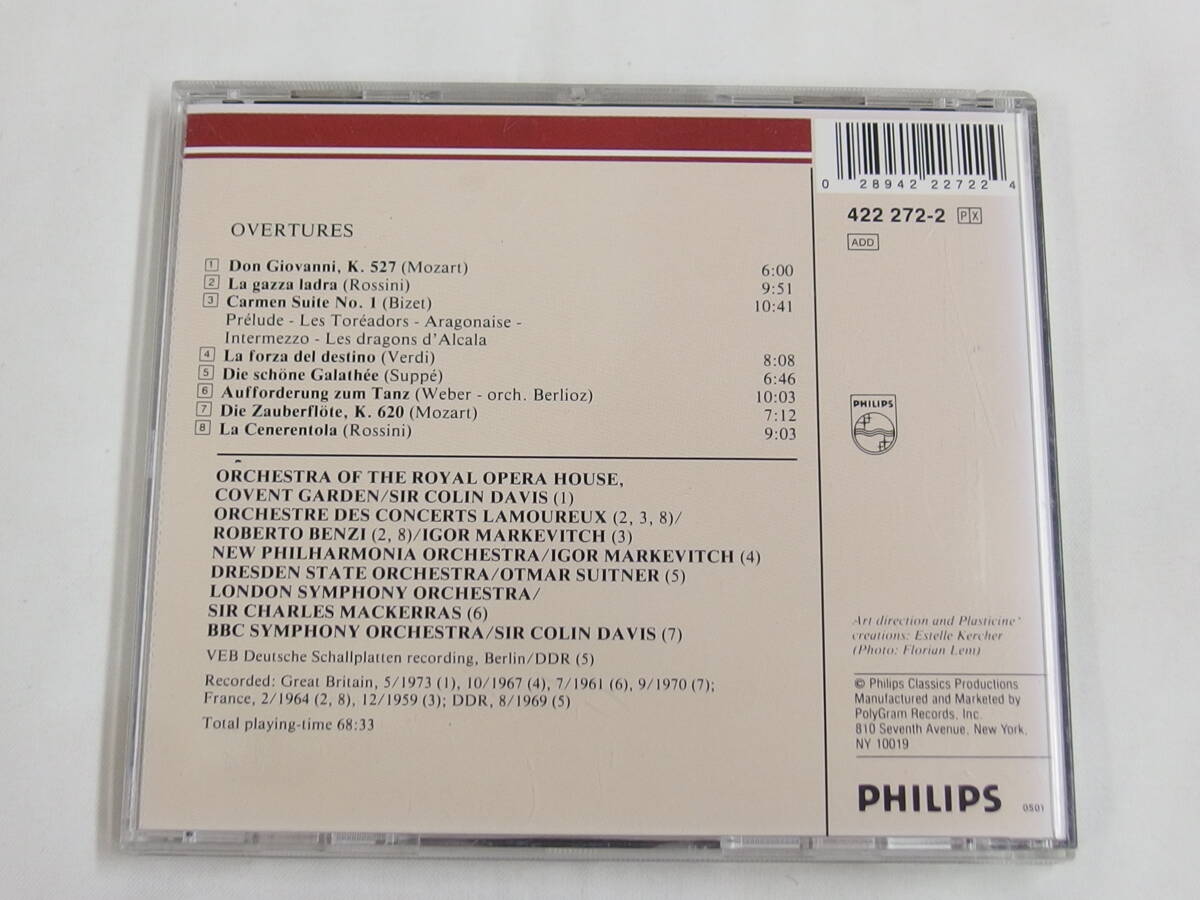 OVERTURES
1 Don Giovanni, K. 527 (Mozart) 6:00
2 La gazza ladra (Rossini) 9:51
3 Carmen Suite No. 1 (Bizet) 10:41
Prélude - Les Toréadors - Aragonaise -
Intermezzo - Les dragons d'Alcala
4 La forza del destino (Verdi) 8:08
5 Die schöne Galathée (Suppé) 6:46
6 Aufforderung zum Tanz (Weber - orch. Berlioz) 10:03
7 Die Zauberflöte, K. 620 (Mozart) 7:12
8 La Cenerentola (Rossini) 9:03
ORCHESTRA OF THE ROYAL OPERA HOUSE,
COVENT GARDEN/SIR COLIN DAVIS (1)
ORCHESTRE DES CONCERTS LAMOUREUX (2, 3, 8)/
ROBERTO BENZI (2, 8)/IGOR MARKEVITCH (3)
NEW PHILHARMONIA ORCHESTRA/IGOR MARKEVITCH (4)
DRESDEN STATE ORCHESTRA/OTMAR SUITNER (5)
LONDON SYMPHONY ORCHESTRA/
SIR CHARLES MACKERRAS (6)
BBC SYMPHONY ORCHESTRA/SIR COLIN DAVIS (7)
VEB Deutsche Schallplatten recording, Berlin/DDR (5)
Recorded: Great Britain, 5/1973 (1), 10/1967 (4), 7/1961 (6), 9/1970 (7);
France, 2/1964 (2, 8), 12/1959 (3); DDR, 8/1969 (5)
Total playing-time 68:33
0 28942 22722 4
422 272-2 PX
ADD
PHILIPS
Art direction and Plasticine®
creations: Estelle Kercher
(Photo: Florian Lem)
© Philips Classics Productions
Manufactured and Marketed by
PolyGram Records, Inc.
810 Seventh Avenue, New York,
NY 10019
PHILIPS
0501